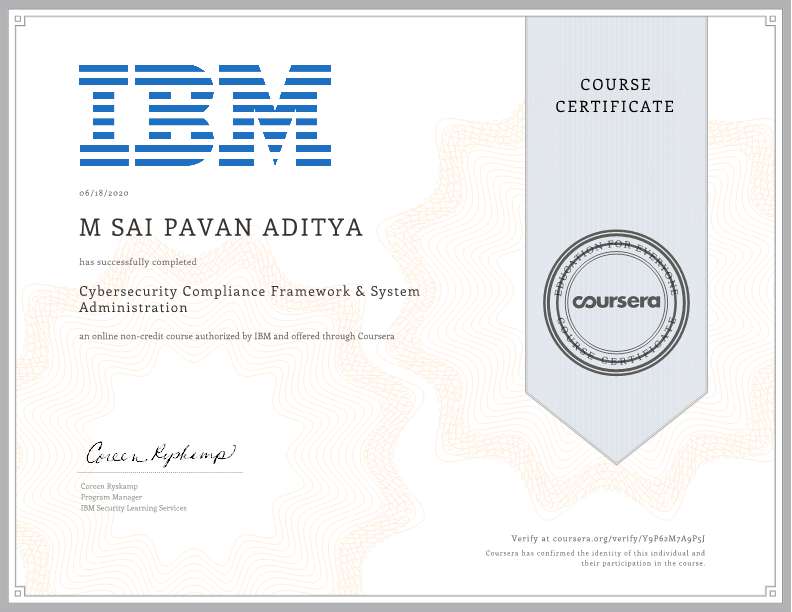 IBM
COURSE
CERTIFICATE
06/18/2020
M SAI PAVAN ADITYA
has successfully completed
Cybersecurity Compliance Framework & System
Administration
an online non-credit course authorized by IBM and offered through Coursera
EDUCATION FOR EVERYONE
coursera
COURSE CERTIFICATE
Coreen Ryskamp
Coreen Ryskamp
Program Manager
IBM Security Learning Services
Verify at coursera.org/verify/Y9P62M7A9P5J
Coursera has confirmed the identity of this individual and
their participation in the course.